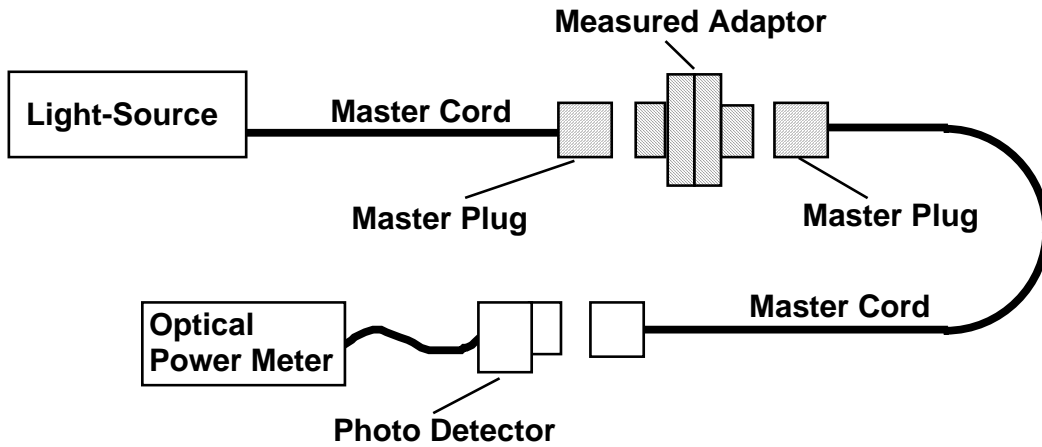 Measured Adaptor
Light-Source
Master Cord
Master Plug
Master Plug
Master Cord
Optical
Power Meter
Photo Detector